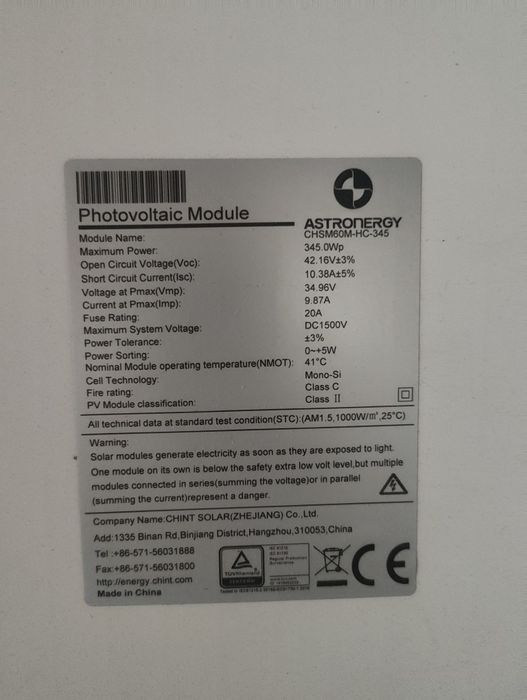 Photovoltaic Module
ASTRONERGY
Module Name: CHSM60M-HC-345
Maximum Power: 345.0Wp
Open Circuit Voltage(Voc): 42.16V±3%
Short Circuit Current(Isc): 10.38A±5%
Voltage at Pmax(Vmp): 34.96V
Current at Pmax(Imp): 9.87A
Fuse Rating: 20A
Maximum System Voltage: DC1500V
Power Tolerance: ±3%
Power Sorting: 0~+5W
Nominal Module operating temperature(NMOT): 41°C
Cell Technology: Mono-Si
Fire rating: Class C
PV Module classification: Class II
All technical data at standard test condition(STC):(AM1.5,1000W/m²,25°C)
Warning:
Solar modules generate electricity as soon as they are exposed to light.
One module on its own is below the safety extra low volt level,but multiple
modules connected in series(summing the voltage)or in parallel
(summing the current)represent a danger.
Company Name:CHINT SOLAR(ZHEJIANG) Co.,Ltd.
Add:1335 Binan Rd,Binjiang District,Hangzhou,310053,China
Tel :+86-571-56031888
Fax:+86-571-56031800
http://energy.chint.com
Made in China
TÜVRheinland
CERTIFIED
CE